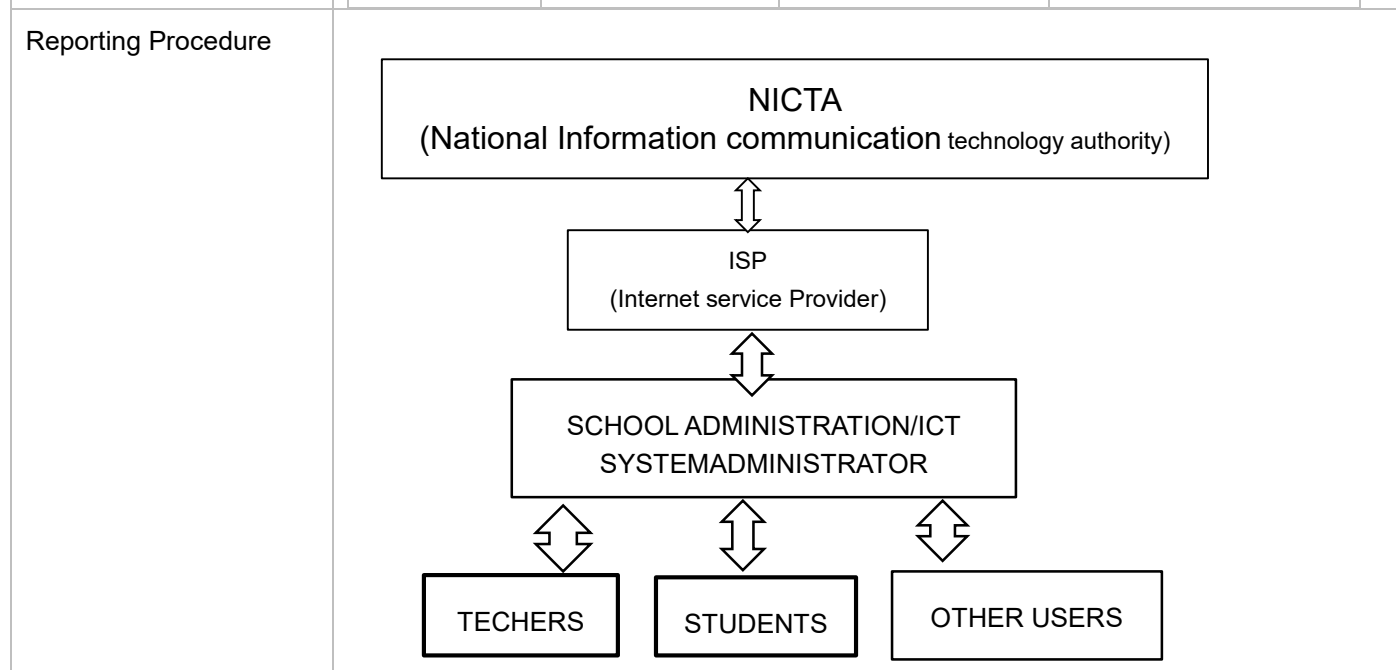 Reporting Procedure
NICTA
(National Information communication technology authority)
ISP
(Internet service Provider)
SCHOOL ADMINISTRATION/ICT
SYSTEMADMINISTRATOR
TECHERS
STUDENTS
OTHER USERS